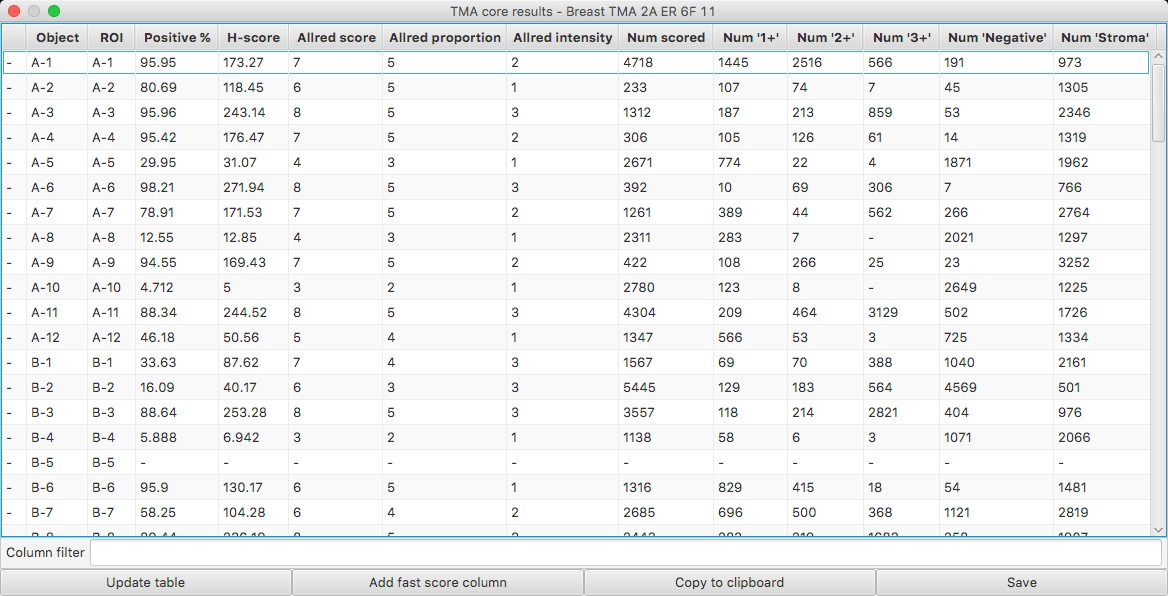 TMA core results - Breast TMA 2A ER 6F 11
Object ROI Positive % H-score Allred score Allred proportion Allred intensity Num scored Num '1+' Num '2+' Num '3+' Num 'Negative' Num 'Stroma'
- A-1 A-1 95.95 173.27 7 5 2 4718 1445 2516 566 191 973
- A-2 A-2 80.69 118.45 6 5 1 233 107 74 7 45 1305
- A-3 A-3 95.96 243.14 8 5 3 1312 187 213 859 53 2346
- A-4 A-4 95.42 176.47 7 5 2 306 105 126 61 14 1319
- A-5 A-5 29.95 31.07 4 3 1 2671 774 22 4 1871 1962
- A-6 A-6 98.21 271.94 8 5 3 392 10 69 306 7 766
- A-7 A-7 78.91 171.53 7 5 2 1261 389 44 562 266 2764
- A-8 A-8 12.55 12.85 4 3 1 2311 283 7 - 2021 1297
- A-9 A-9 94.55 169.43 7 5 2 422 108 266 25 23 3252
- A-10 A-10 4.712 5 3 2 1 2780 123 8 - 2649 1225
- A-11 A-11 88.34 244.52 8 5 3 4304 209 464 3129 502 1726
- A-12 A-12 46.18 50.56 5 4 1 1347 566 53 3 725 1334
- B-1 B-1 33.63 87.62 7 4 3 1567 69 70 388 1040 2161
- B-2 B-2 16.09 40.17 6 3 3 5445 129 183 564 4569 501
- B-3 B-3 88.64 253.28 8 5 3 3557 118 214 2821 404 976
- B-4 B-4 5.888 6.942 3 2 1 1138 58 6 3 1071 2066
- B-5 B-5 - - - - - - - - - - -
- B-6 B-6 95.9 130.17 6 5 1 1316 829 415 18 54 1481
- B-7 B-7 58.25 104.28 6 4 2 2685 696 500 368 1121 2819
Column filter
Update table Add fast score column Copy to clipboard Save